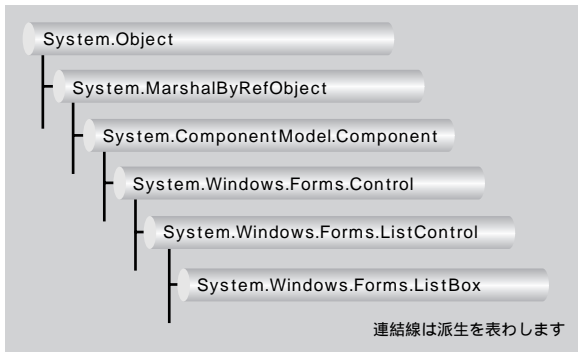 System.Object
System.MarshalByRefObject
System.ComponentModel.Component
System.Windows.Forms.Control
System.Windows.Forms.ListControl
System.Windows.Forms.ListBox
連結線は派生を表わします